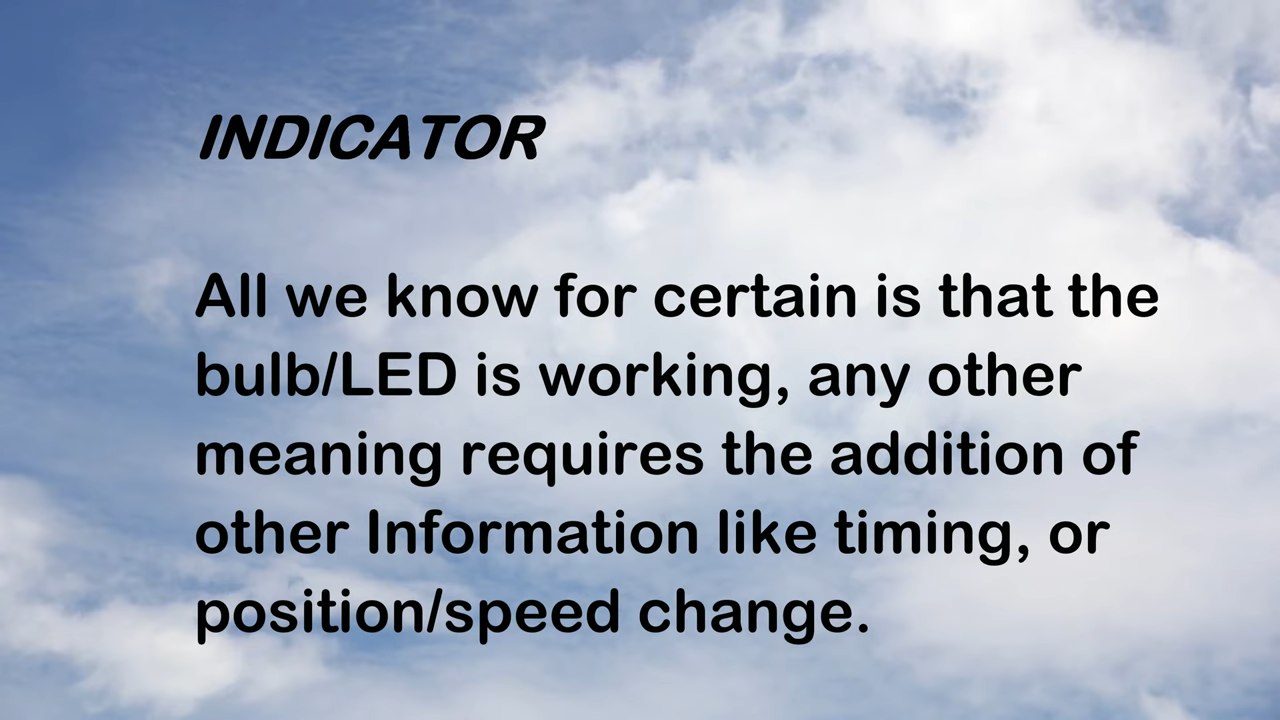 INDICATOR
All we know for certain is that the
bulb/LED is working, any other
meaning requires the addition of
other Information like timing, or
position/speed change.